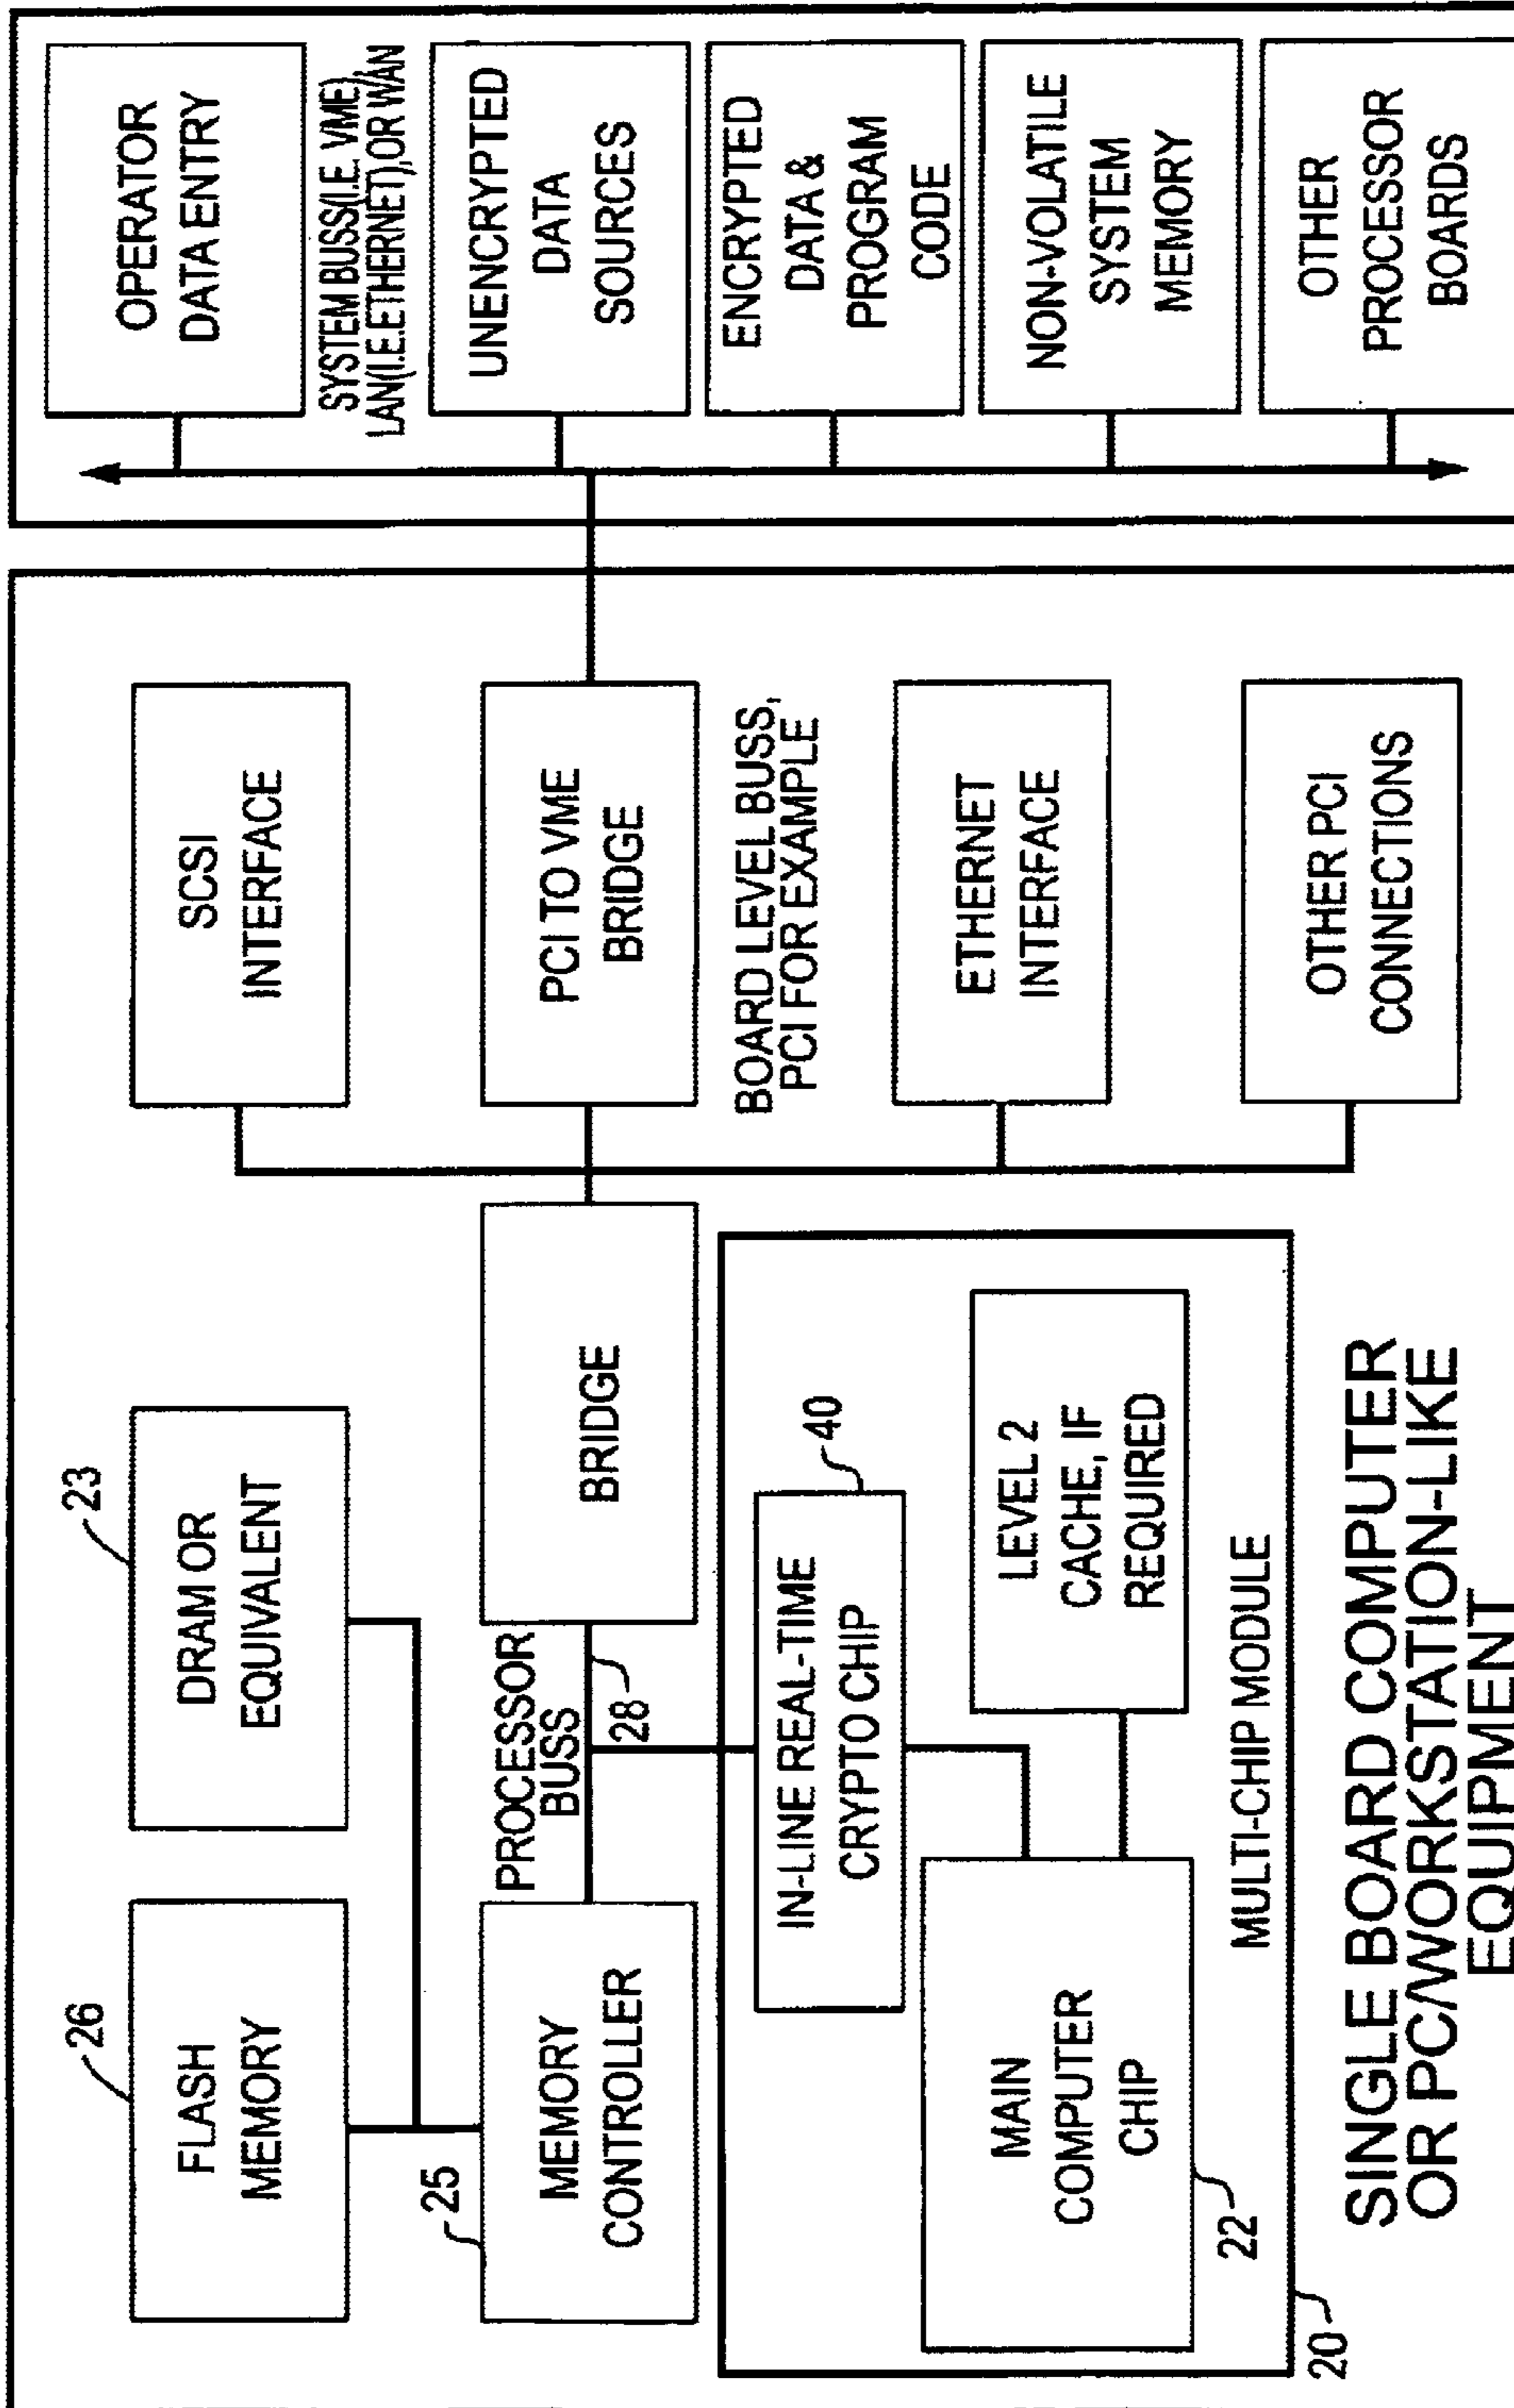 26
FLASH
MEMORY
23
DRAM OR
EQUIVALENT
SCSI
INTERFACE
OPERATOR
DATA ENTRY
SYSTEM BUSS(I.E. VME),
LAN(I.E.ETHERNET),OR WAN
25
MEMORY
CONTROLLER
PROCESSOR
BUSS
28
BRIDGE
PCI TO VME
BRIDGE
BOARD LEVEL BUSS,
PCI FOR EXAMPLE
UNENCRYPTED
DATA
SOURCES
ENCRYPTED
DATA &
PROGRAM
CODE
IN-LINE REAL-TIME
CRYPTO CHIP
40
MAIN
COMPUTER
CHIP
22
LEVEL 2
CACHE, IF
REQUIRED
MULTI-CHIP MODULE
20
ETHERNET
INTERFACE
OTHER PCI
CONNECTIONS
NON-VOLATILE
SYSTEM
MEMORY
OTHER
PROCESSOR
BOARDS
SINGLE BOARD COMPUTER
OR PC/WORKSTATION-LIKE
EQUIPMENT